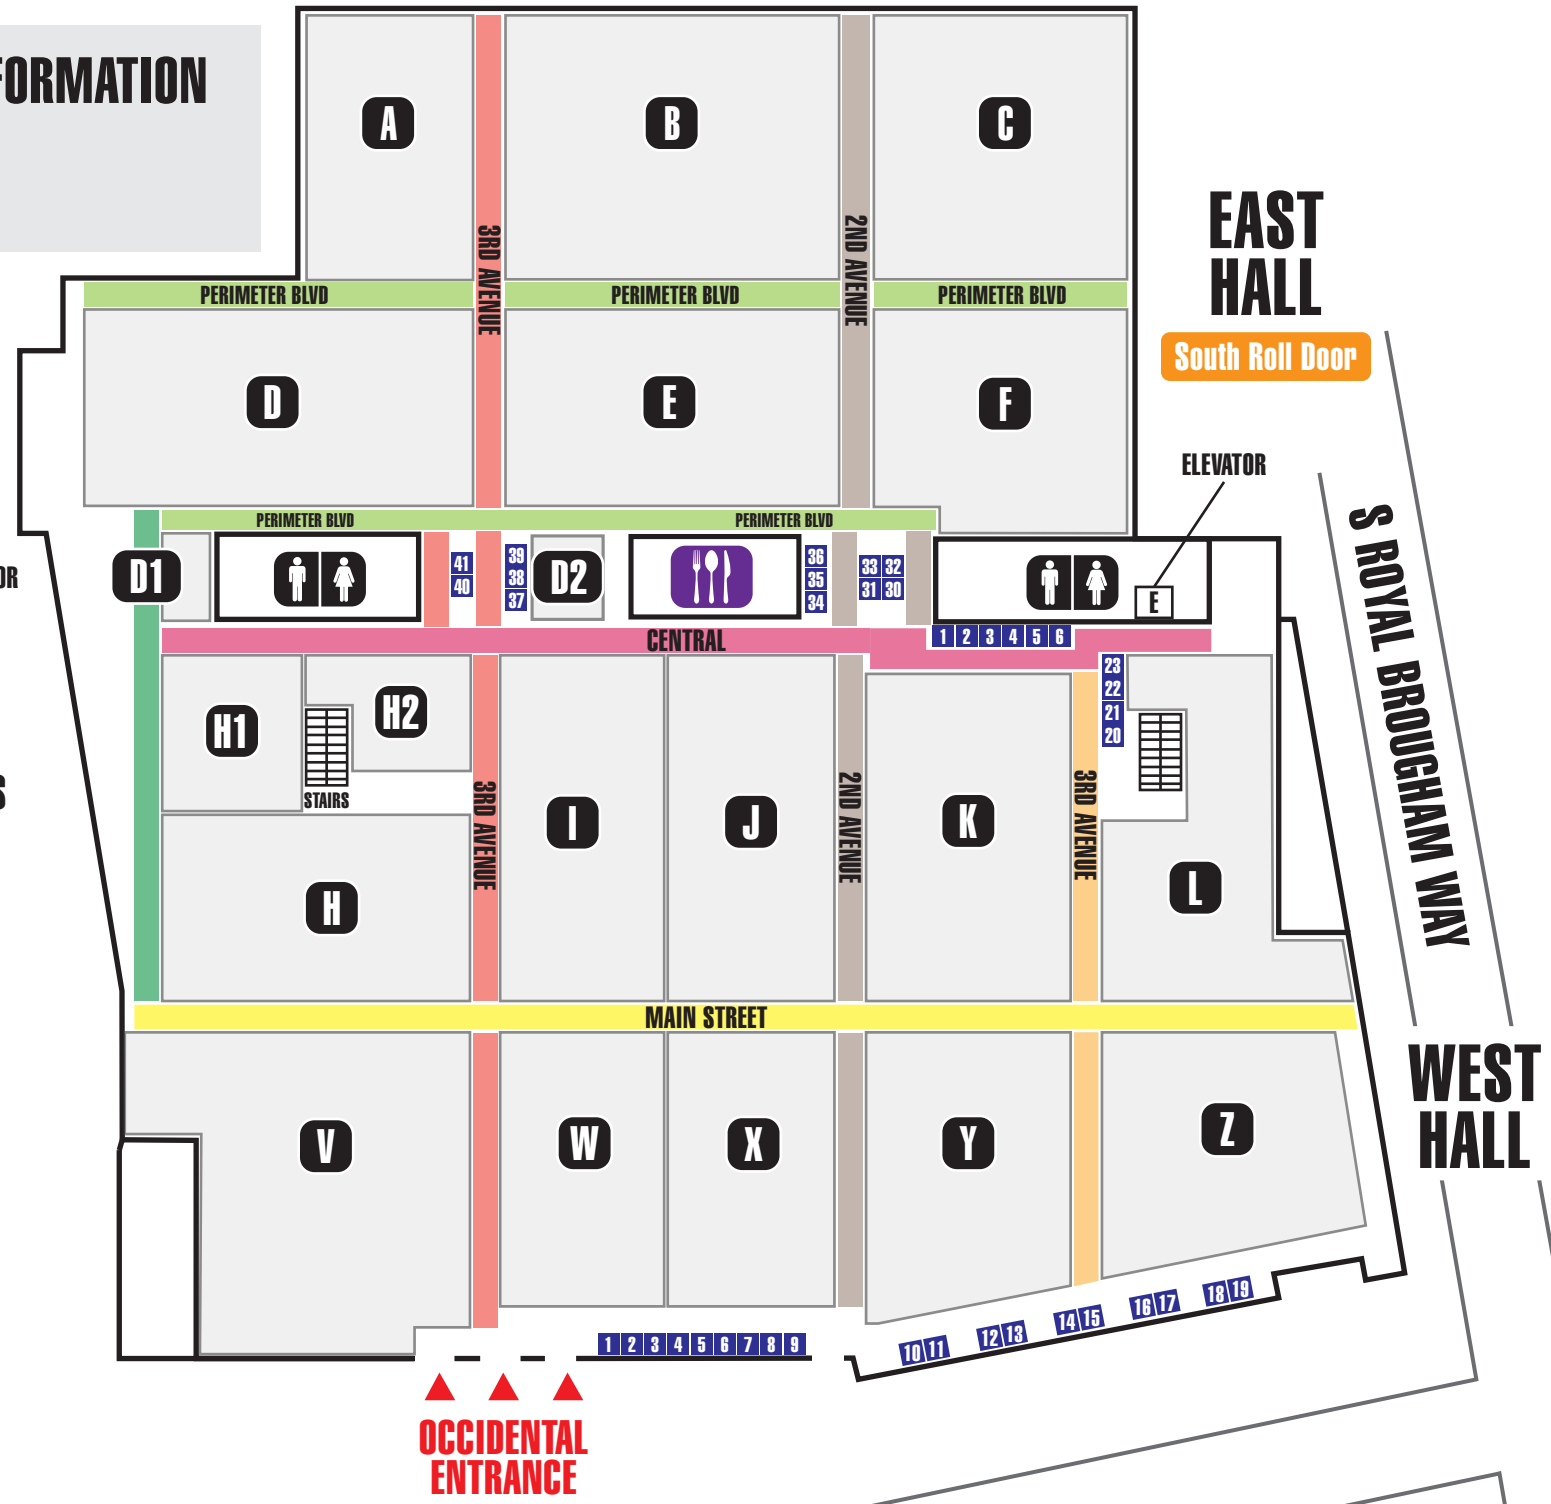 FORMATION
A
B
C
3RD AVENUE
2ND AVENUE
EAST
HALL
South Roll Door
PERIMETER BLVD
PERIMETER BLVD
PERIMETER BLVD
D
E
F
ELEVATOR
S ROYAL BROUGHAM WAY
PERIMETER BLVD
PERIMETER BLVD
OR
D1
41
40
39
38
37
D2
36
35
34
33 32
31 30
E
CENTRAL
1 2 3 4 5 6
23
22
21
20
H1
H2
STAIRS
3RD AVENUE
2ND AVENUE
3RD AVENUE
S
I
J
K
L
H
MAIN STREET
WEST
HALL
V
W
X
Y
Z
1 2 3 4 5 6 7 8 9
10 11
12 13
14 15
16 17
18 19
OCCIDENTAL
ENTRANCE